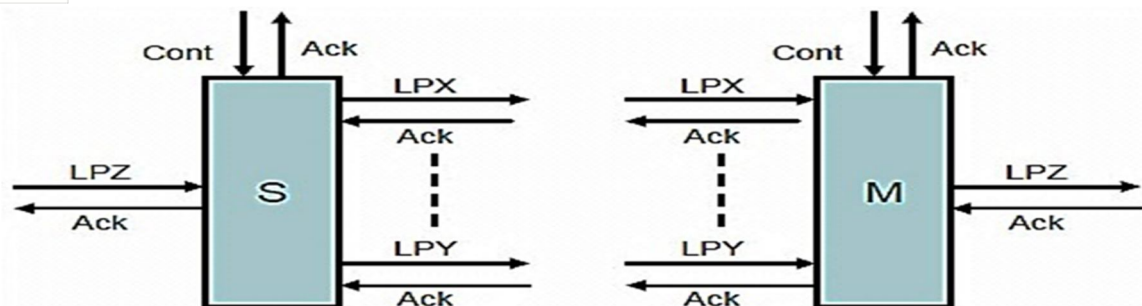 Cont Ack Cont Ack
LPX LPX
Ack Ack
LPZ S M LPZ
Ack Ack
LPY LPY
Ack Ack